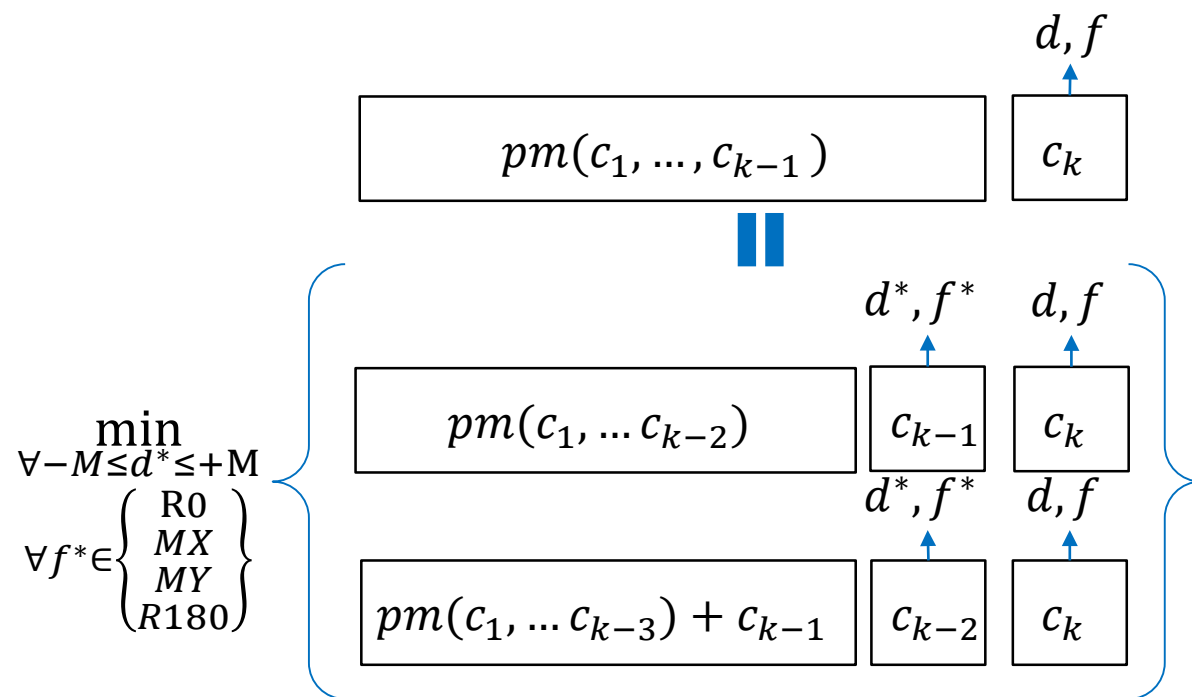 d, f
pm(c₁, …, cₖ₋₁) cₖ
d*, f* d, f
pm(c₁, … cₖ₋₂) cₖ₋₁ cₖ
min
∀−M≤d*≤+M
d*, f* d, f
∀f*∈{R0
MX
MY
R180}
pm(c₁, … cₖ₋₃) + cₖ₋₁ cₖ₋₂ cₖ